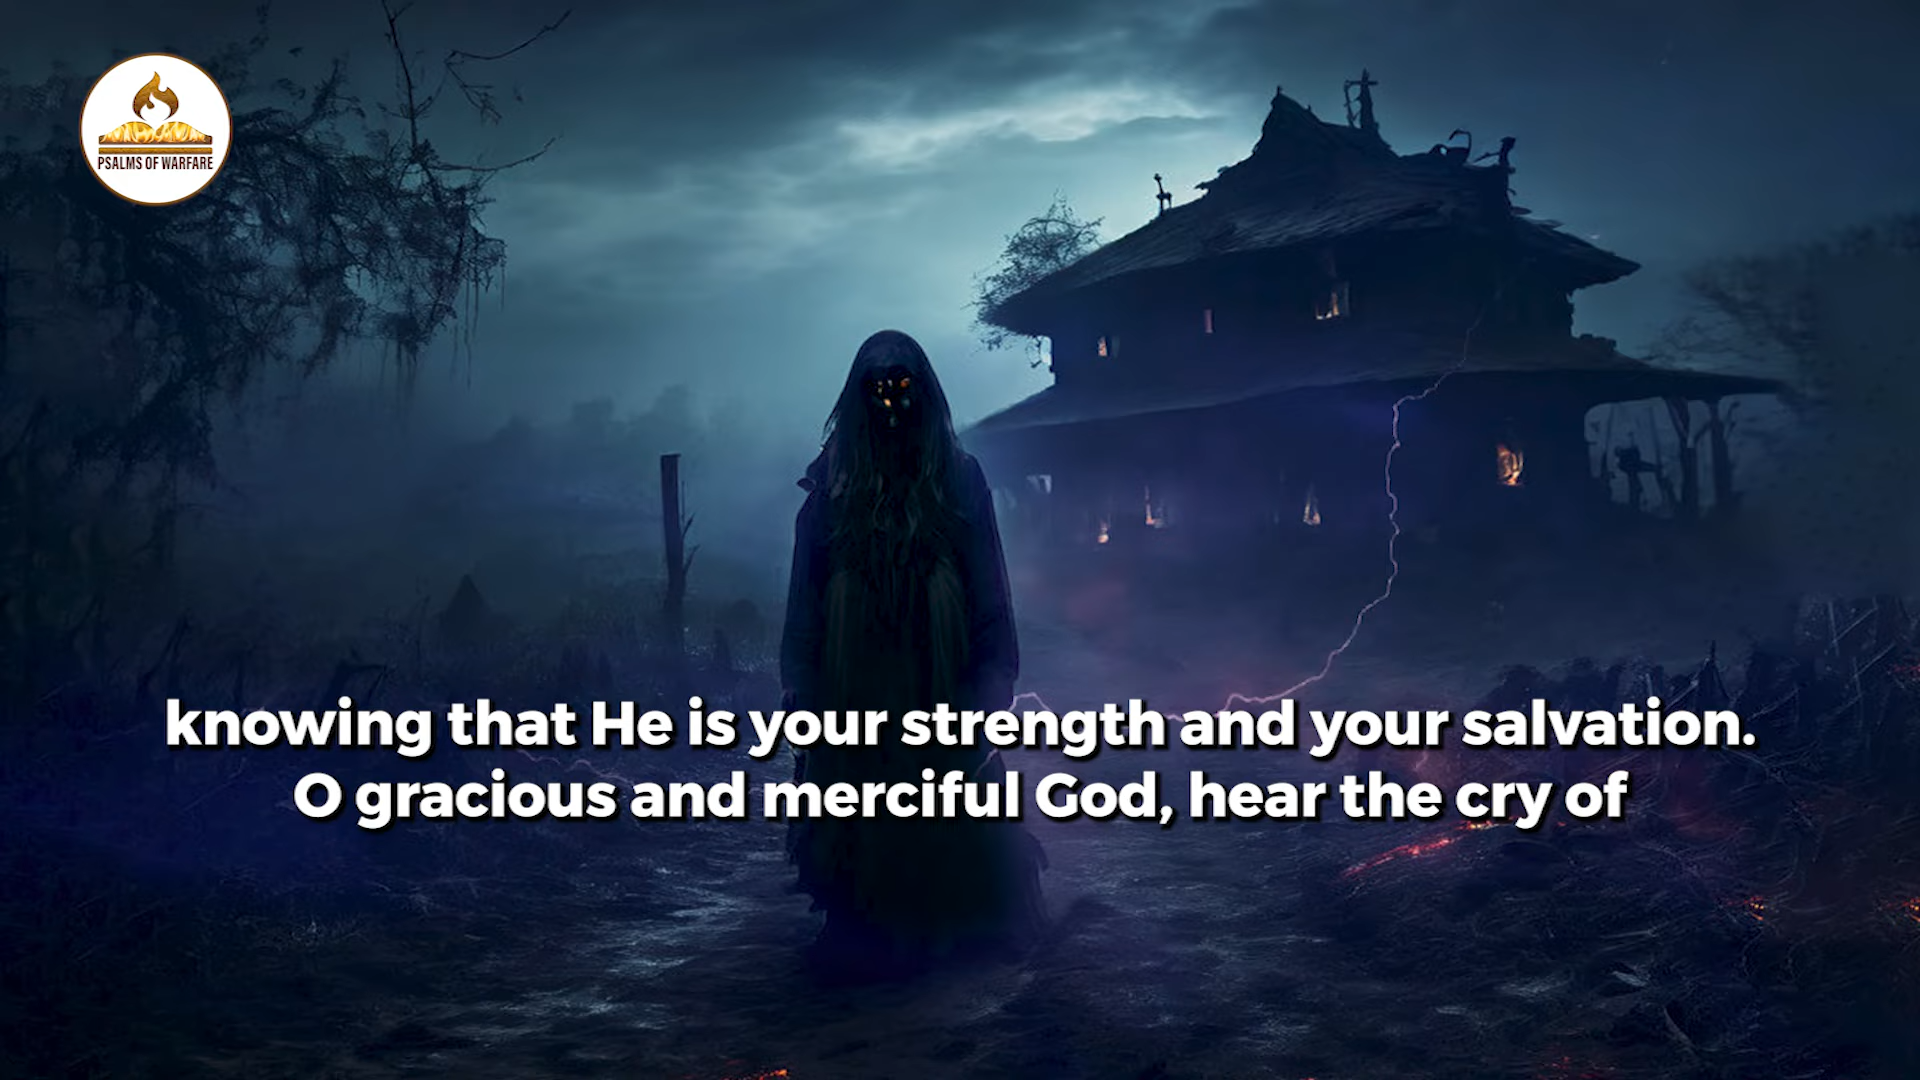 PSALMS OF WARFARE
knowing that He is your strength and your salvation.
O gracious and merciful God, hear the cry of